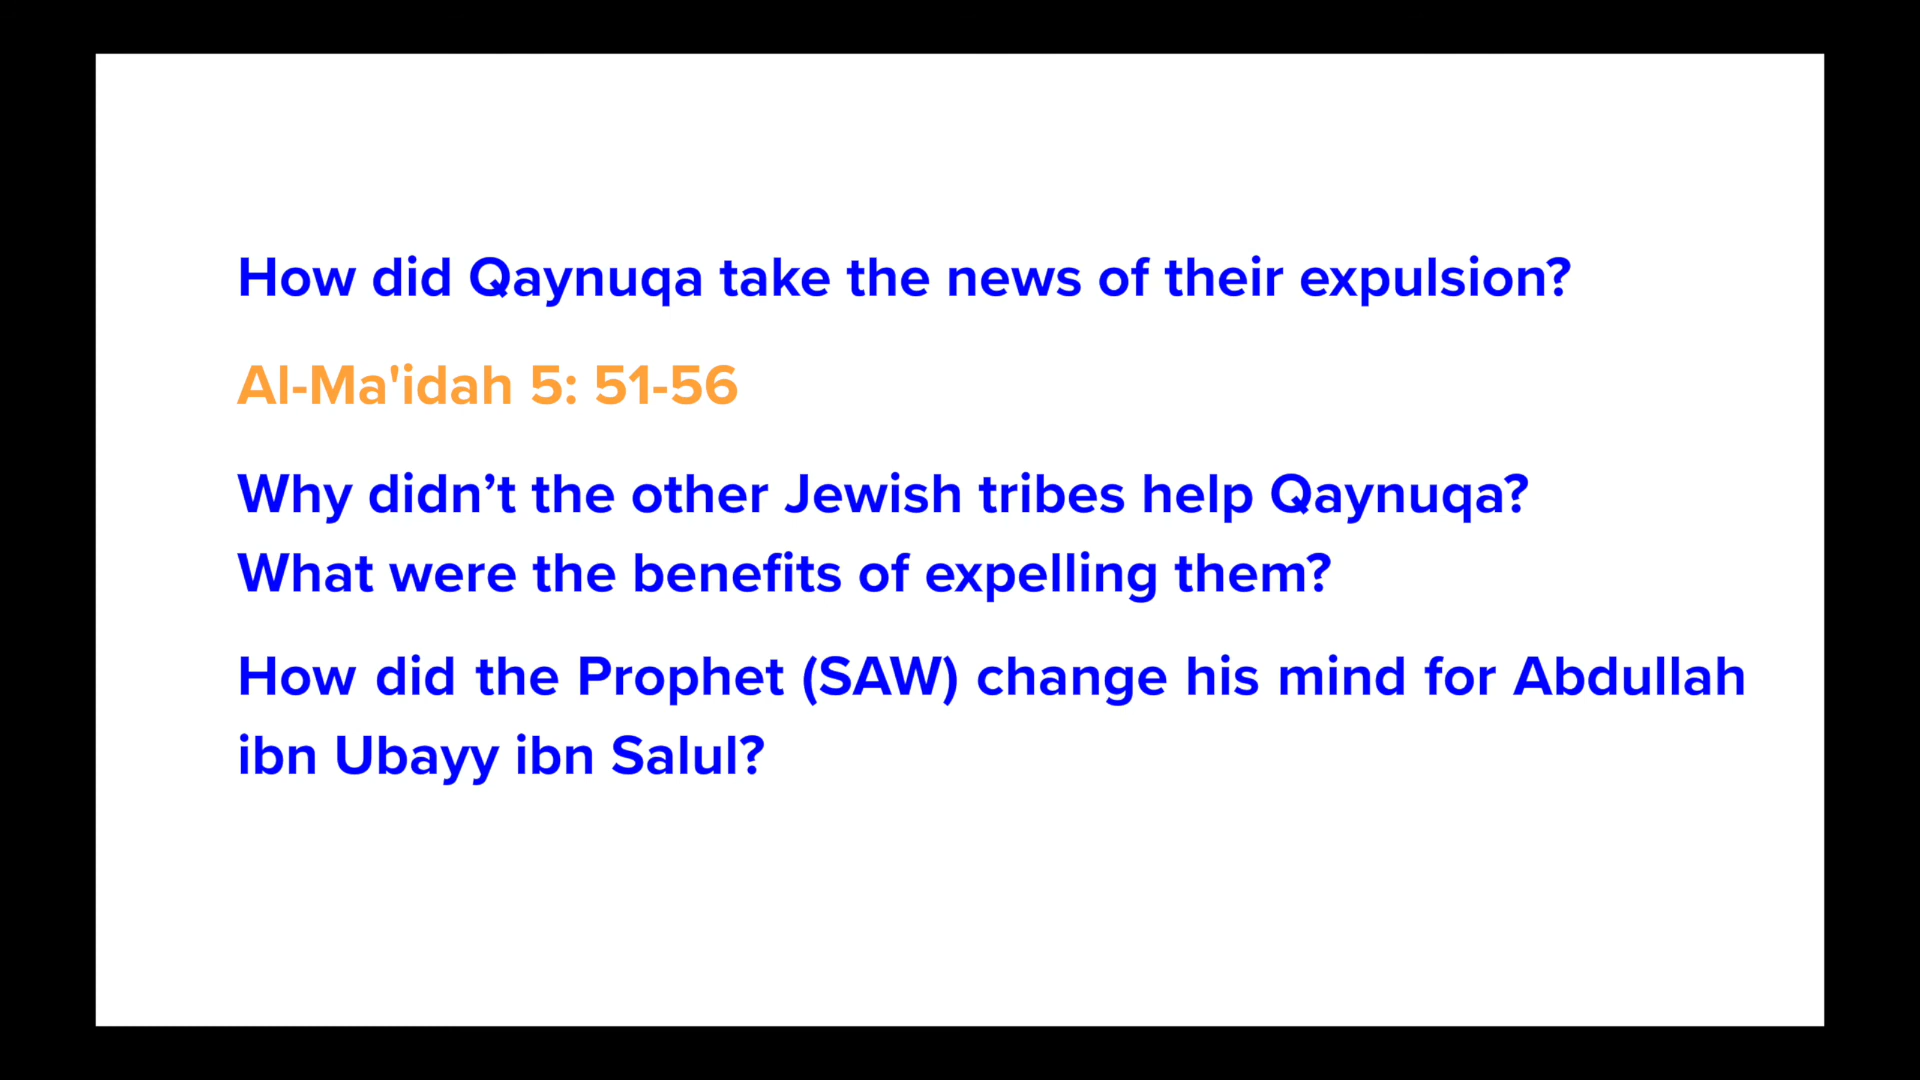 How did Qaynuqa take the news of their expulsion?
Al-Ma'idah 5: 51-56
Why didn’t the other Jewish tribes help Qaynuqa?
What were the benefits of expelling them?
How did the Prophet (SAW) change his mind for Abdullah
ibn Ubayy ibn Salul?